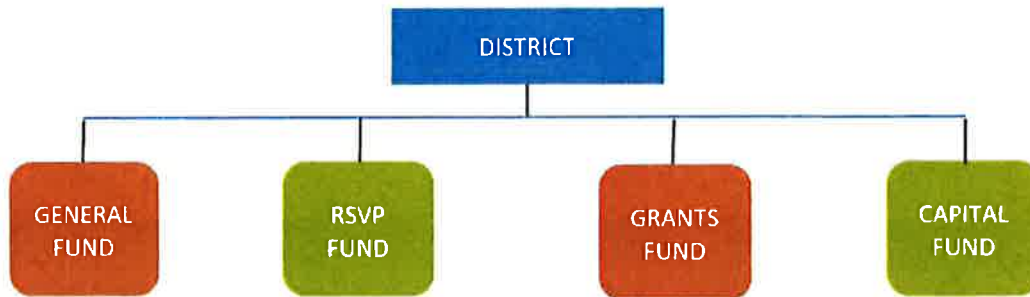 DISTRICT
GENERAL
FUND
RSVP
FUND
GRANTS
FUND
CAPITAL
FUND